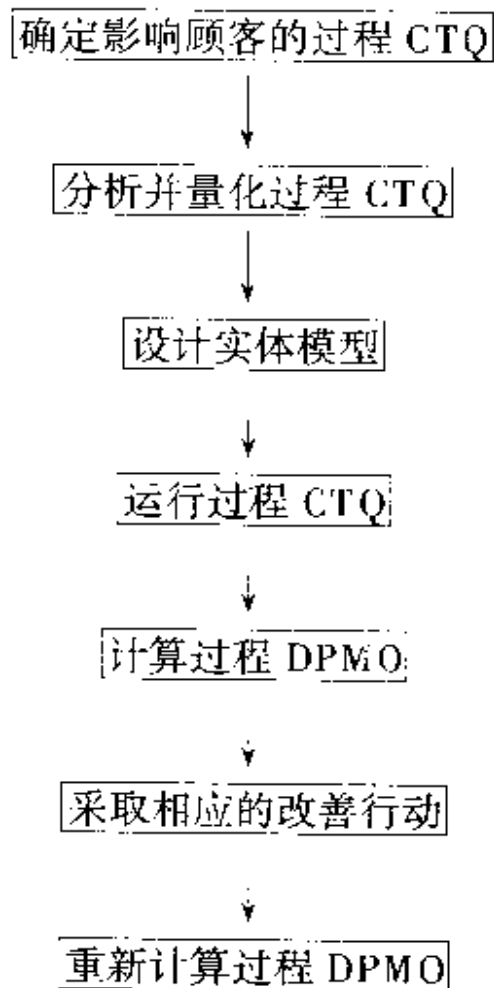 确定影响顾客的过程 CTQ
分析并量化过程 CTQ
设计实体模型
运行过程 CTQ
计算过程 DPMO
采取相应的改善行动
重新计算过程 DPMO